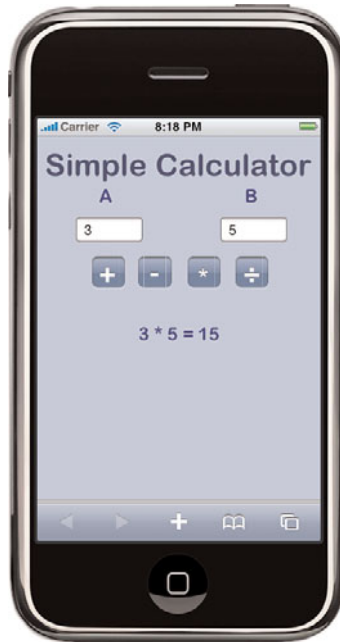 Carrier 8:18 PM
Simple Calculator
A B
3 5
+ - * ÷
3 * 5 = 15